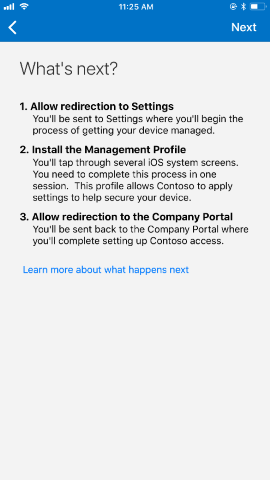 11:25 AM
Next
What's next?
1. Allow redirection to Settings
You'll be sent to Settings where you'll begin the
process of getting your device managed.
2. Install the Management Profile
You'll tap through several iOS system screens.
You need to complete this process in one
session.  This profile allows Contoso to apply
settings to help secure your device.
3. Allow redirection to the Company Portal
You'll be sent back to the Company Portal where
you'll complete setting up Contoso access.
Learn more about what happens next